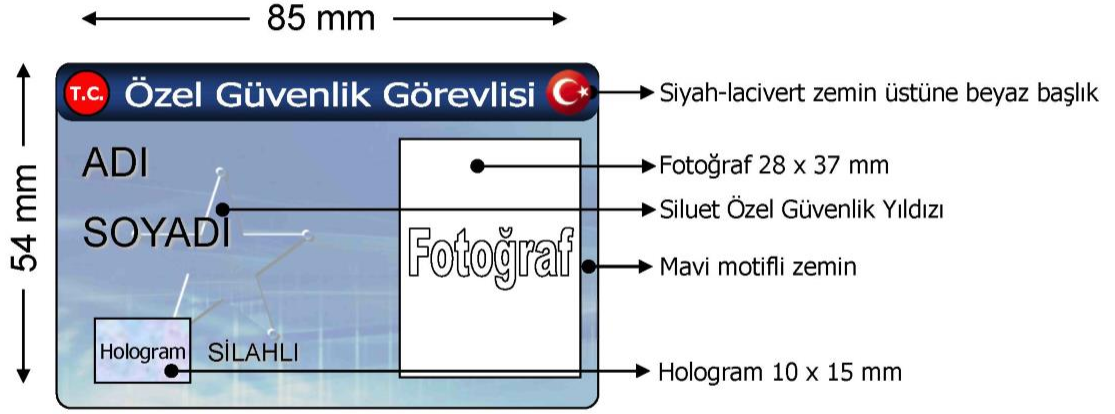 85 mm
54 mm
T.C. Özel Güvenlik Görevlisi
Siyah-lacivert zemin üstüne beyaz başlık
ADI
Fotoğraf 28 x 37 mm
SOYADI
Siluet Özel Güvenlik Yıldızı
Fotoğraf
Mavi motifli zemin
Hologram
SİLAHLI
Hologram 10 x 15 mm